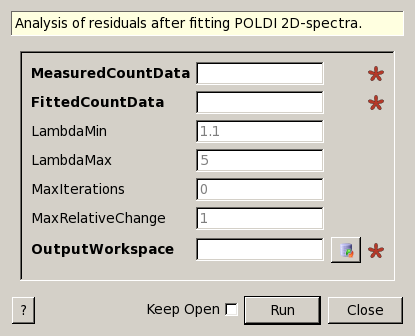 Analysis of residuals after fitting POLDI 2D-spectra.
MeasuredCountData
FittedCountData
LambdaMin 1.1
LambdaMax 5
MaxIterations 0
MaxRelativeChange 1
OutputWorkspace
? Keep Open Run Close